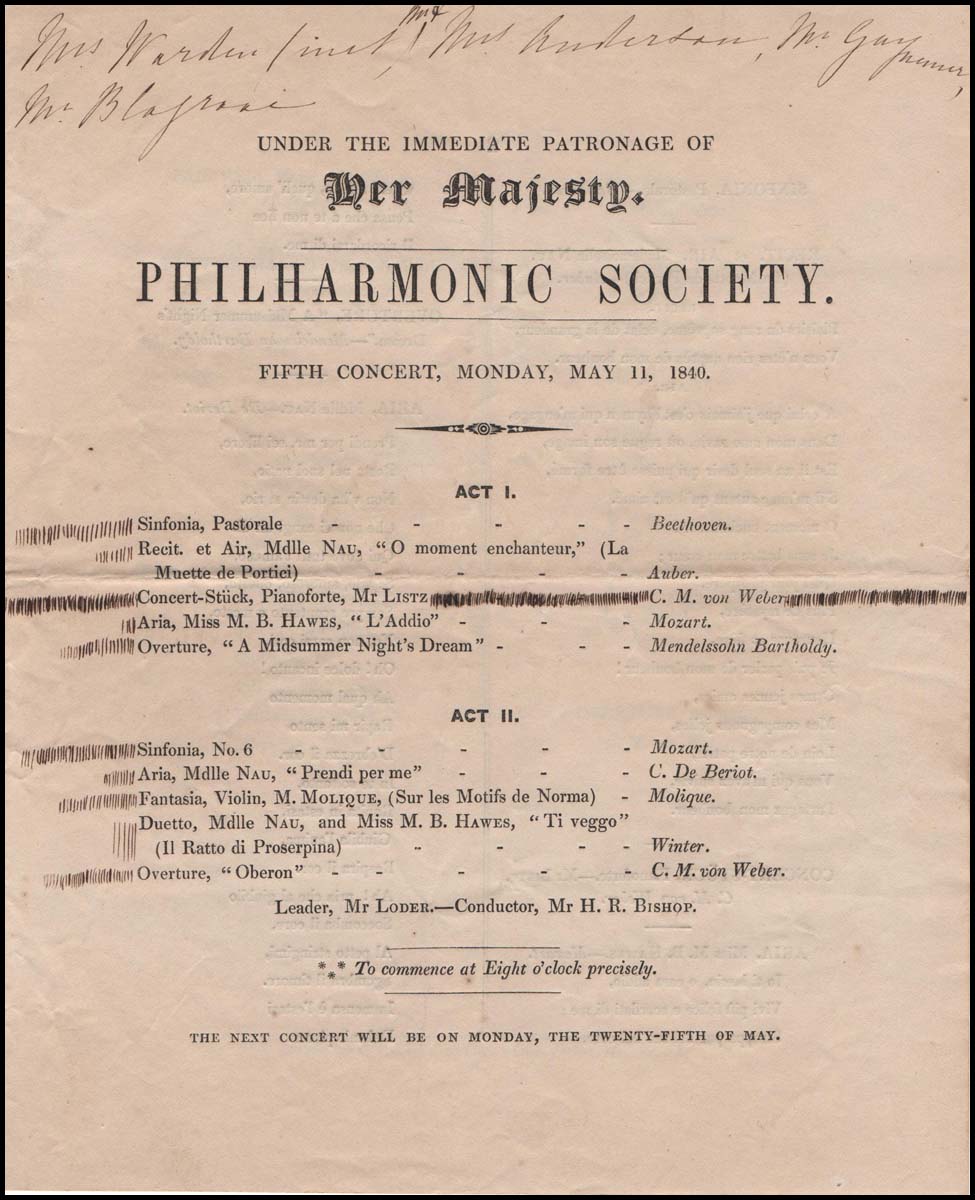 Mrs Warden (inst) Mrs Anderson, Mr Guynemer,
Mr Blagrove
UNDER THE IMMEDIATE PATRONAGE OF
Her Majesty.
PHILHARMONIC SOCIETY.
FIFTH CONCERT, MONDAY, MAY 11, 1840.
ACT I.
Sinfonia, Pastorale - - - - - Beethoven.
Recit. et Air, Mdlle NAU, “O moment enchanteur,” (La
Muette de Portici) - - - - Auber.
Concert-Stück, Pianoforte, Mr LISTZ C. M. von Weber
Aria, Miss M. B. HAWES, “L'Addio” - - - Mozart.
Overture, “A Midsummer Night's Dream” - - - Mendelssohn Bartholdy.
ACT II.
Sinfonia, No. 6 - - - - - Mozart.
Aria, Mdlle NAU, “Prendi per me” - - - - C. De Beriot.
Fantasia, Violin, M. MOLIQUE, (Sur les Motifs de Norma) - Molique.
Duetto, Mdlle NAU, and Miss M. B. HAWES, “Ti veggo”
(Il Ratto di Proserpina) - - - - Winter.
Overture, “Oberon” - - - - - C. M. von Weber.
Leader, Mr LODER.—Conductor, Mr H. R. BISHOP.
*** To commence at Eight o'clock precisely.
THE NEXT CONCERT WILL BE ON MONDAY, THE TWENTY-FIFTH OF MAY.